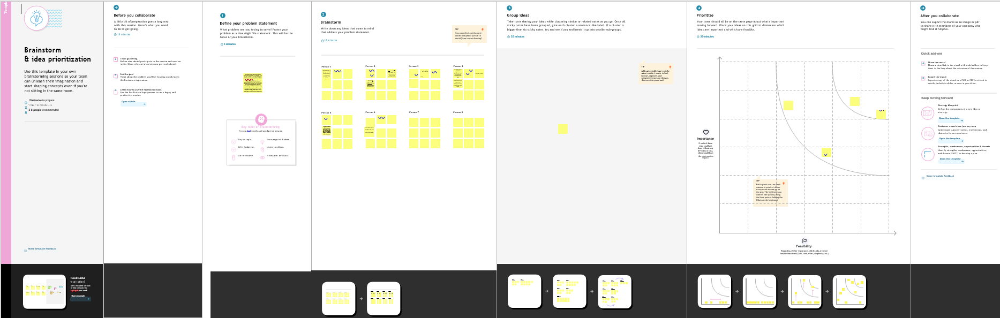 Brainstorm
& idea prioritization
Use this template in your own
brainstorming sessions so your team
can unleash their imagination and
start shaping concepts even if you're
not sitting in the same room.
10 minutes to prepare
1 hour to collaborate
2-8 people recommended
Share template feedback
Need some
inspiration?
See a finished version
of this template to
your work.
Open example
Before you collaborate
A little bit of preparation goes a long way
with this session. Here's what you need
to do to get going.
10 minutes
Team gathering
Define who should participate in the session and send an
invite. Share relevant information or pre-work ahead.
Set the goal
Think about the problem you'll be focusing on solving in
the brainstorming session.
Learn how to use the facilitation tools
Use the Facilitation Superpowers to run a happy and
productive session.
Open article
1
Define your problem statement
What problem are you trying to solve? Frame your
problem as a How Might We statement. This will be the
focus of your brainstorm.
5 minutes
Key rules of brainstorming
To run smooth and productive session
Stay in topic.
Encourage wild ideas.
Defer judgment.
Listen to others.
2
Brainstorm
Write down any ideas that come to mind
that address your problem statement.
10 minutes
TIP
You can select a sticky note
and hit the pencil [switch to
sketch] icon to start drawing!
Person 1
Person 2
Person 3
Person 4
Person 5
Person 6
Person 7
Person 8
3
Group ideas
Take turns sharing your ideas while clustering similar or related notes as you go. Once all
sticky notes have been grouped, give each cluster a sentence-like label. If a cluster is
bigger than six sticky notes, try and see if you and break it up into smaller sub-groups.
20 minutes
TIP
Add customizable tags to sticky
notes to make it easier to find,
browse, organize, and
categorize important ideas as
themes within your mural.
4
Prioritize
Your team should all be on the same page about what's important
moving forward. Place your ideas on this grid to determine which
ideas are important and which are feasible.
20 minutes
Importance
If each of these
tasks could get
done without any
difficulty or cost,
which would have
the most positive
impact?
TIP
Participants can use their
cursors to point at where
sticky notes should go on
the grid. The facilitator can
confirm the spot by using
the laser pointer holding the
H key on the keyboard.
Feasibility
Regardless of their importance, which tasks are more
feasible than others? (Cost, time, effort, complexity, etc.)
After you collaborate
You can export the mural as an image or pdf
to share with members of your company who
might find it helpful.
Quick add-ons
Share the mural
Share a view link to the mural with stakeholders to keep
them in the loop about the outcomes of the session.
Export the mural
Export a copy of the mural as a PNG or PDF to attach to
emails, include in slides, or save in your drive.
Keep moving forward
Strategy blueprint
Define the components of a new idea or
strategy.
Open the template
Customer experience journey map
Understand customer needs, motivations, and
obstacles for an experience.
Open the template
Strengths, weaknesses, opportunities & threats
Identify strengths, weaknesses, opportunities,
and threats (SWOT) to develop a plan.
Open the template
Share template feedback